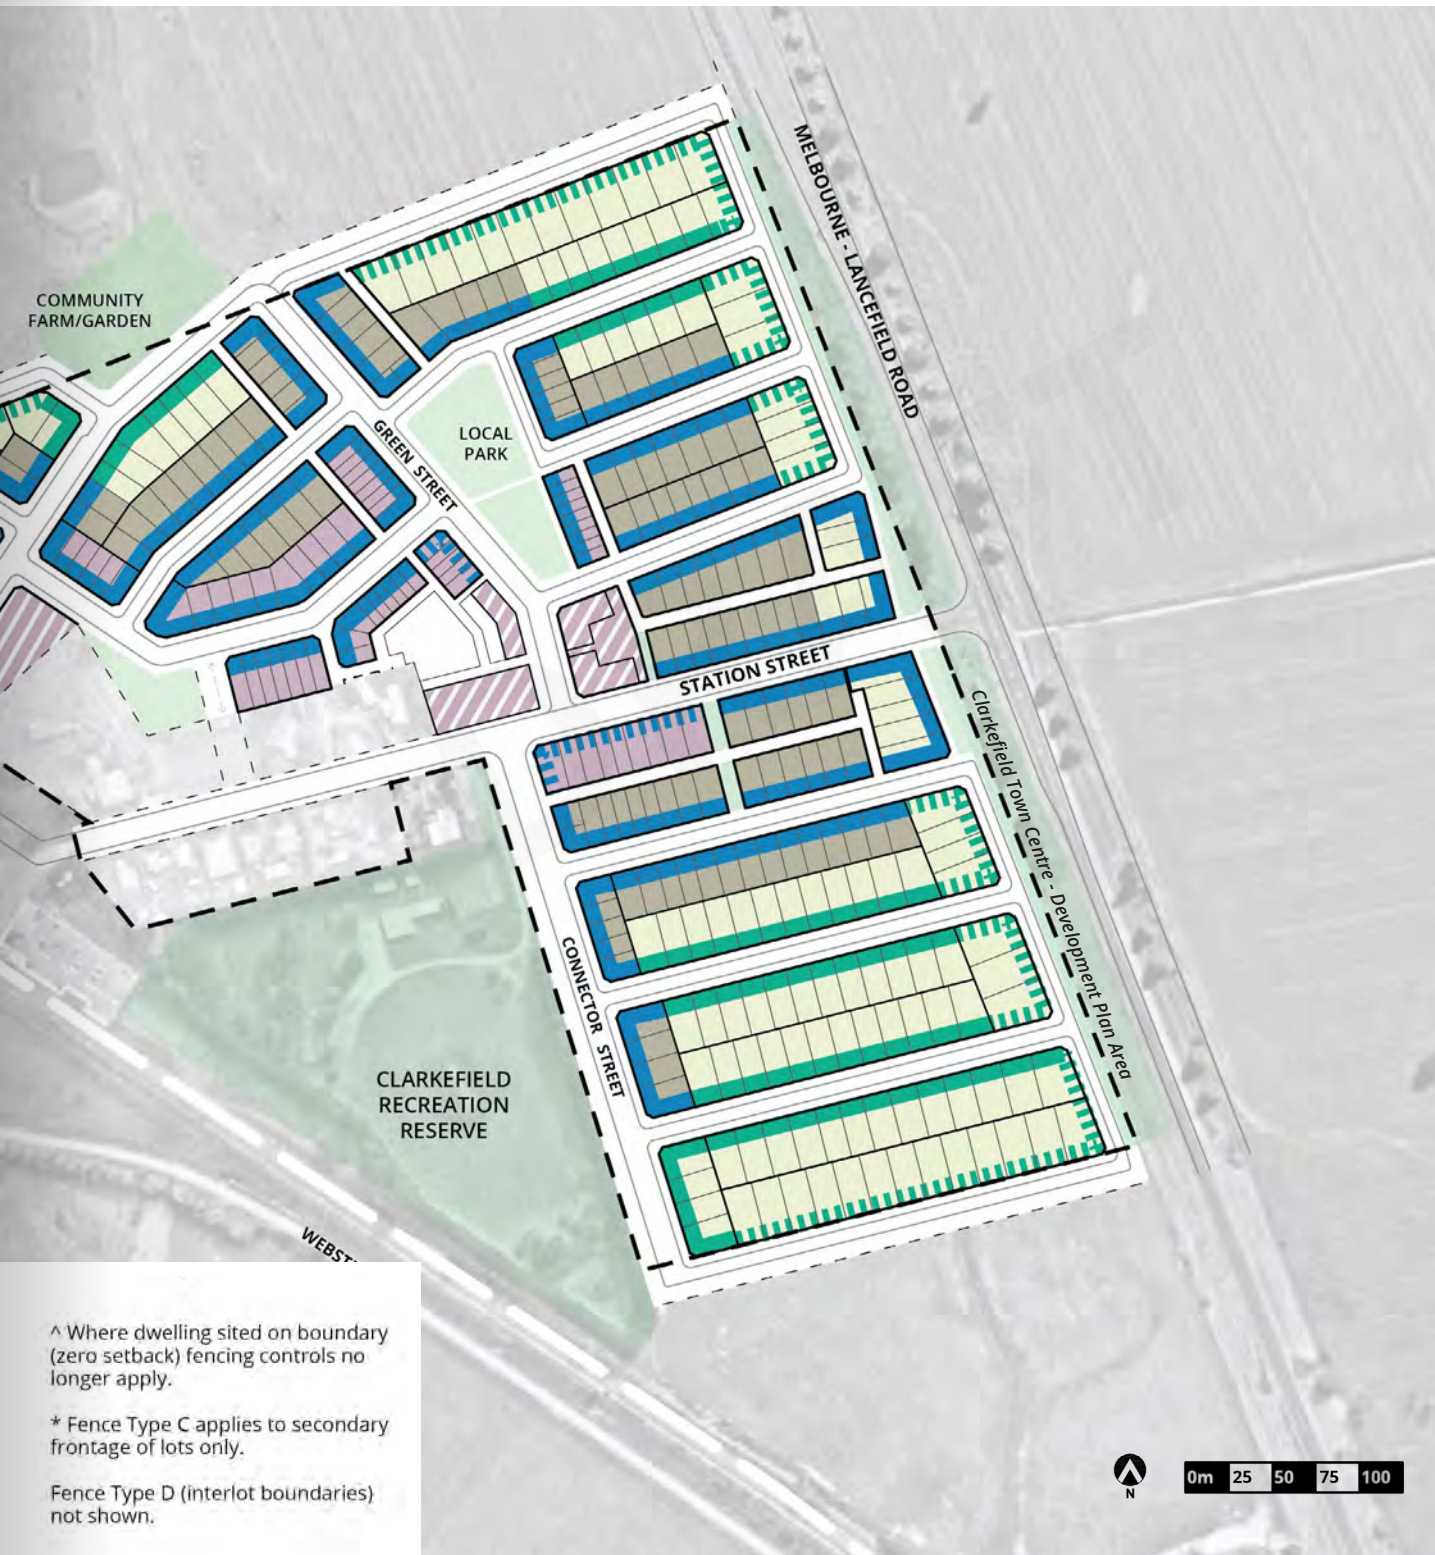 MELBOURNE - LANCEFIELD ROAD
COMMUNITY
FARM/GARDEN
GREEN STREET
LOCAL
PARK
STATION STREET
Clarkefield Town Centre - Development Plan Area
CONNECTOR STREET
CLARKEFIELD
RECREATION
RESERVE
^ Where dwelling sited on boundary
(zero setback) fencing controls no
longer apply.
* Fence Type C applies to secondary
frontage of lots only.
Fence Type D (interlot boundaries)
not shown.
N
0m 25 50 75 100